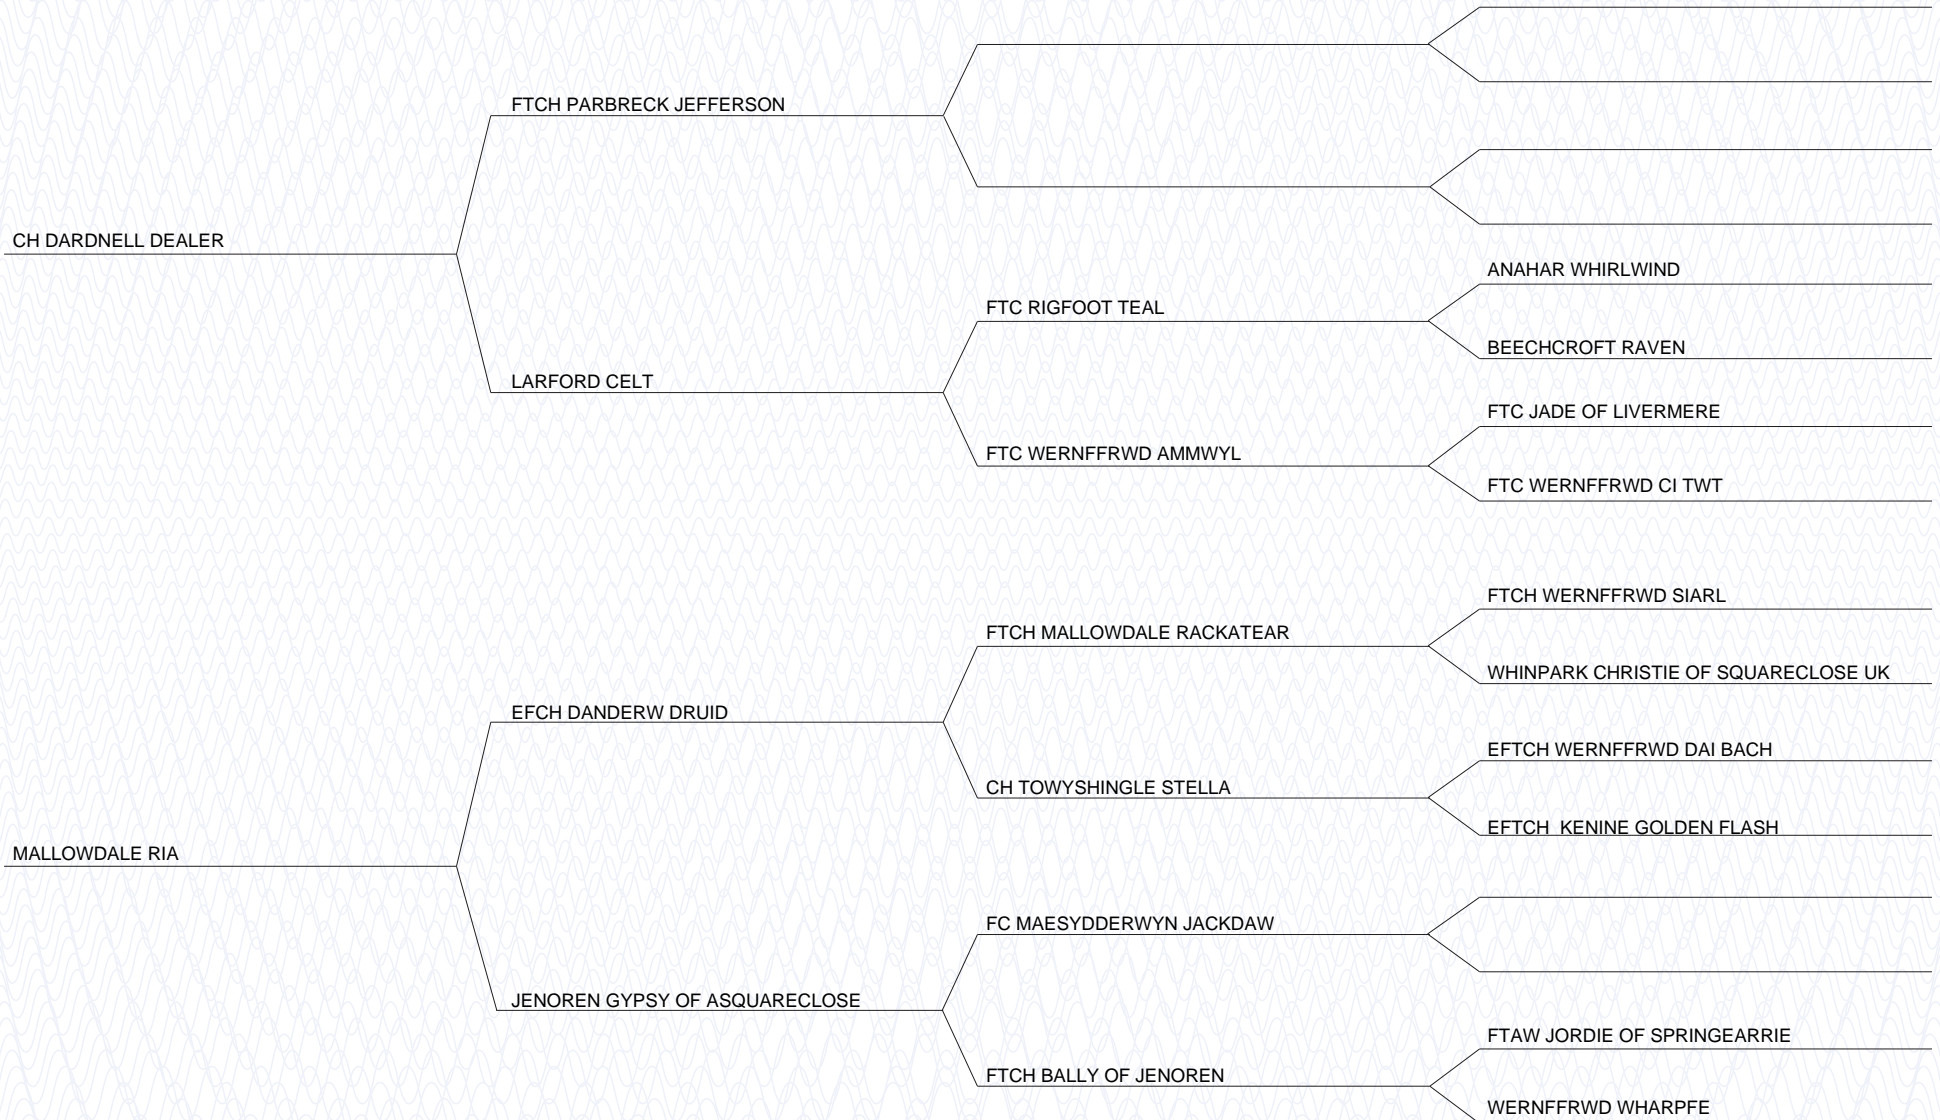 FTCH PARBRECK JEFFERSON
CH DARDNELL DEALER
ANAHAR WHIRLWIND
FTC RIGFOOT TEAL
BEECHCROFT RAVEN
LARFORD CELT
FTC JADE OF LIVERMERE
FTC WERNFFRWD AMMWYL
FTC WERNFFRWD CI TWT
FTCH WERNFFRWD SIARL
FTCH MALLOWDALE RACKATEAR
WHINPARK CHRISTIE OF SQUARECLOSE UK
EFCH DANDERW DRUID
EFTCH WERNFFRWD DAI BACH
CH TOWYSHINGLE STELLA
EFTCH  KENINE GOLDEN FLASH
MALLOWDALE RIA
FC MAESYDDERWYN JACKDAW
JENOREN GYPSY OF ASQUARECLOSE
FTAW JORDIE OF SPRINGEARRIE
FTCH BALLY OF JENOREN
WERNFFRWD WHARPFE